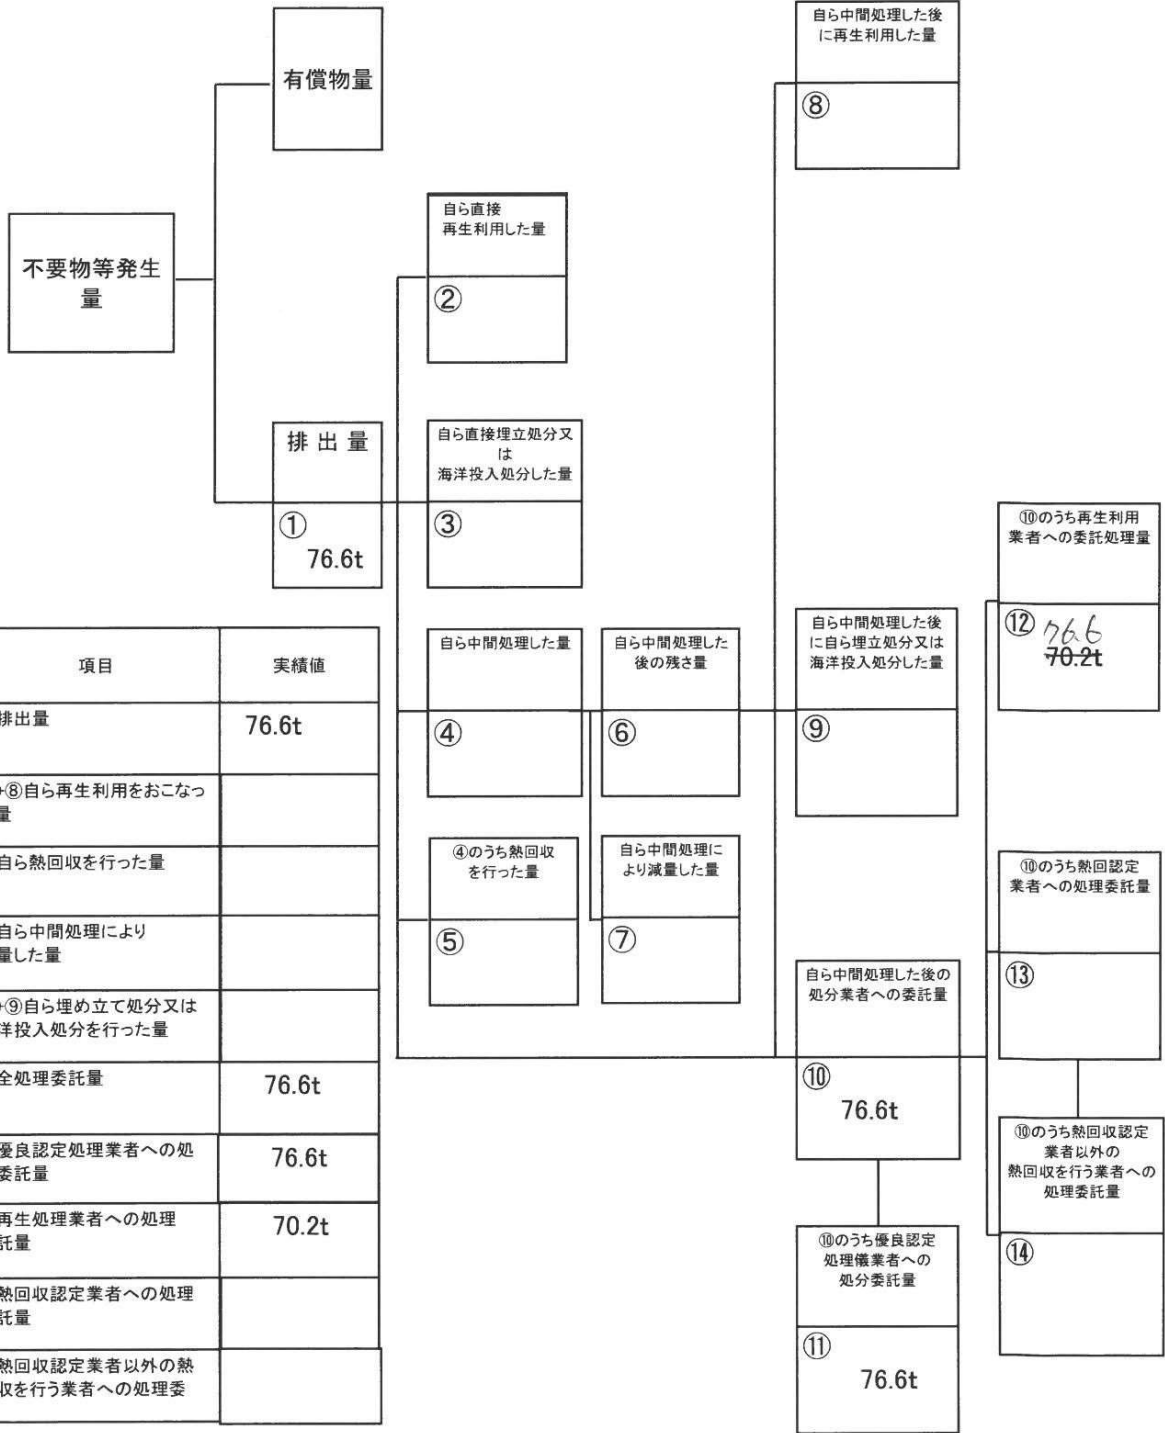 有償物量
不要物等発生
量
排出量
①
76.6t
自ら直接
再生利用した量
②
自ら直接埋立処分又
は
海洋投入処分した量
③
自ら中間処理した量
④
④のうち熱回収
を行った量
⑤
自ら中間処理した
後の残さ量
⑥
自ら中間処理に
より減量した量
⑦
自ら中間処理した後
に再生利用した量
⑧
自ら中間処理した後
に自ら埋立処分又は
海洋投入処分した量
⑨
自ら中間処理した後の
処分業者への委託量
⑩
76.6t
⑩のうち優良認定
処理儀業者への
処分委託量
⑪
76.6t
⑩のうち再生利用
業者への委託処理量
⑫ 76.6
70.2t
⑩のうち熱回認定
業者への処理委託量
⑬
⑩のうち熱回収認定
業者以外の
熱回収を行う業者への
処理委託量
⑭
項目 実績値
排出量 76.6t
+⑧自ら再生利用をおこなっ
量
自ら熱回収を行った量
自ら中間処理により
量した量
+⑨自ら埋め立て処分又は
洋投入処分を行った量
全処理委託量 76.6t
優良認定処理業者への処
委託量 76.6t
再生処理業者への処理
託量 70.2t
熱回収認定業者への処理
託量
熱回収認定業者以外の熱
収を行う業者への処理委